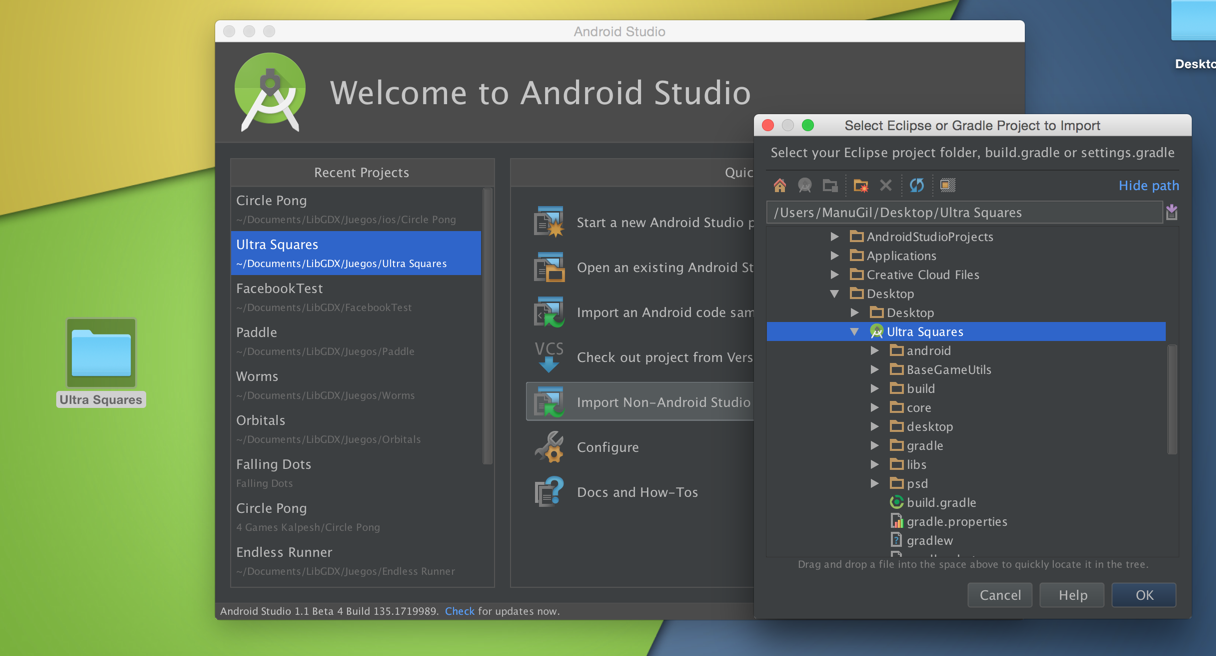 Android Studio
Welcome to Android Studio
Recent Projects
Circle Pong
~/Documents/LibGDX/Juegos/ios/Circle Pong
Ultra Squares
~/Documents/LibGDX/Juegos/Ultra Squares
FacebookTest
~/Documents/LibGDX/FacebookTest
Paddle
~/Documents/LibGDX/Juegos/Paddle
Worms
~/Documents/LibGDX/Juegos/Worms
Orbitals
~/Documents/LibGDX/Juegos/Orbitals
Falling Dots
Falling Dots
Circle Pong
4 Games Kalpesh/Circle Pong
Endless Runner
~/Documents/LibGDX/Juegos/Endless Runner
Quic
Start a new Android Studio p
Open an existing Android St
Import an Android code sam
VCS
Check out project from Vers
Import Non-Android Studio
Configure
Docs and How-Tos
Android Studio 1.1 Beta 4 Build 135.1719989. Check for updates now.
Select Eclipse or Gradle Project to Import
Select your Eclipse project folder, build.gradle or settings.gradle
Hide path
/Users/ManuGil/Desktop/Ultra Squares
AndroidStudioProjects
Applications
Creative Cloud Files
Desktop
Desktop
Ultra Squares
android
BaseGameUtils
build
core
desktop
gradle
libs
psd
build.gradle
gradle.properties
gradlew
Drag and drop a file into the space above to quickly locate it in the tree.
Cancel
Help
OK
Ultra Squares
Deskto